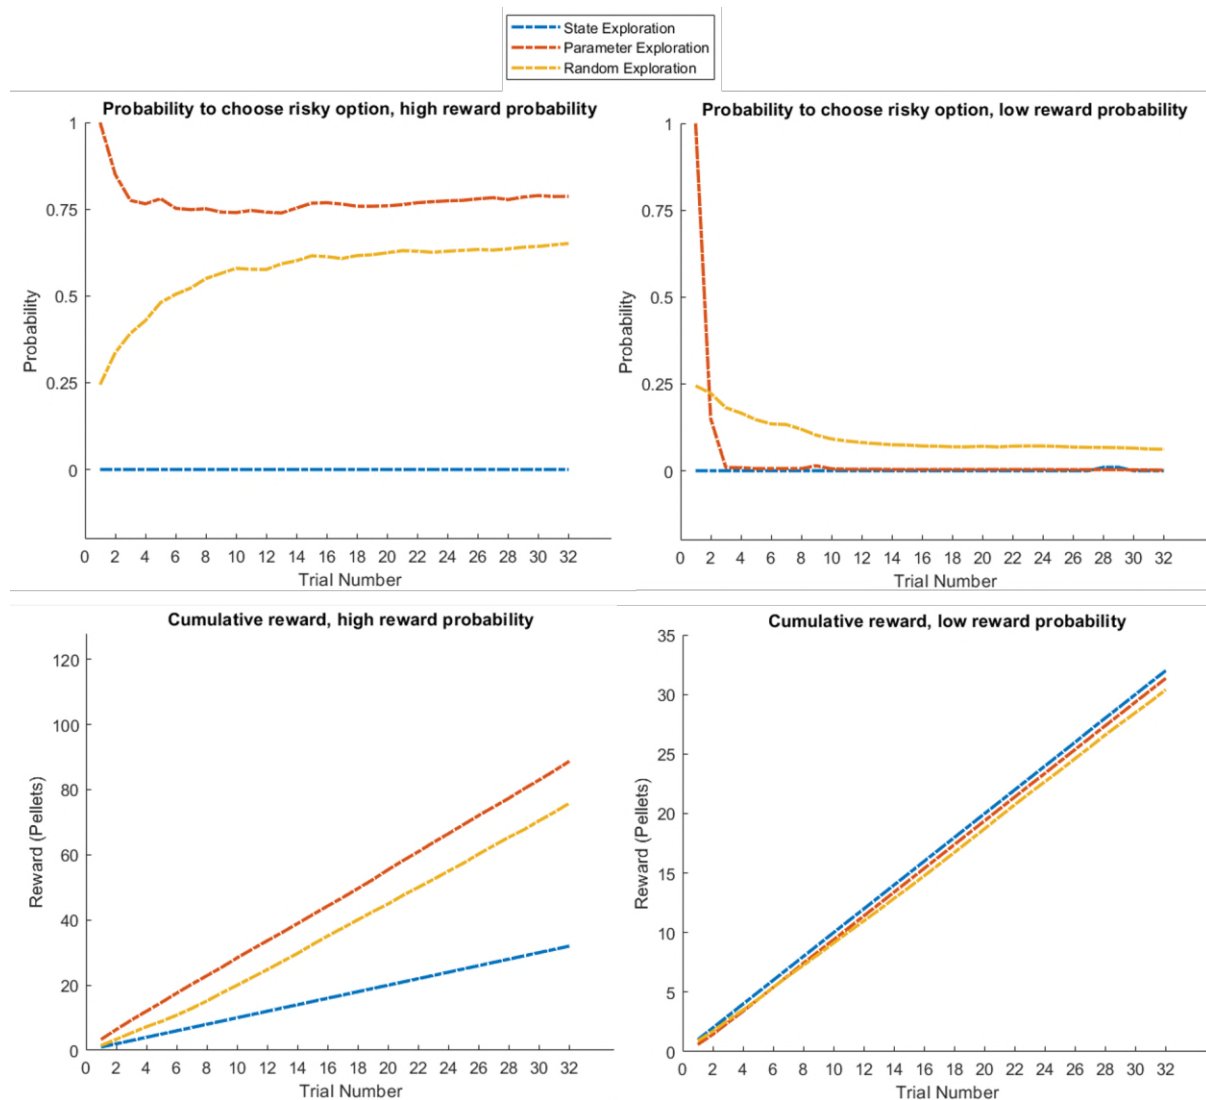 State Exploration
Parameter Exploration
Random Exploration
Probability to choose risky option, high reward probability
1
0.75
0.5
0.25
0
Probability
0 2 4 6 8 10 12 14 16 18 20 22 24 26 28 30 32
Trial Number
Probability to choose risky option, low reward probability
1
0.75
0.5
0.25
0
Probability
0 2 4 6 8 10 12 14 16 18 20 22 24 26 28 30 32
Trial Number
Cumulative reward, high reward probability
120
100
80
60
40
20
0
Reward (Pellets)
0 2 4 6 8 10 12 14 16 18 20 22 24 26 28 30 32
Trial Number
Cumulative reward, low reward probability
35
30
25
20
15
10
5
0
Reward (Pellets)
0 2 4 6 8 10 12 14 16 18 20 22 24 26 28 30 32
Trial Number